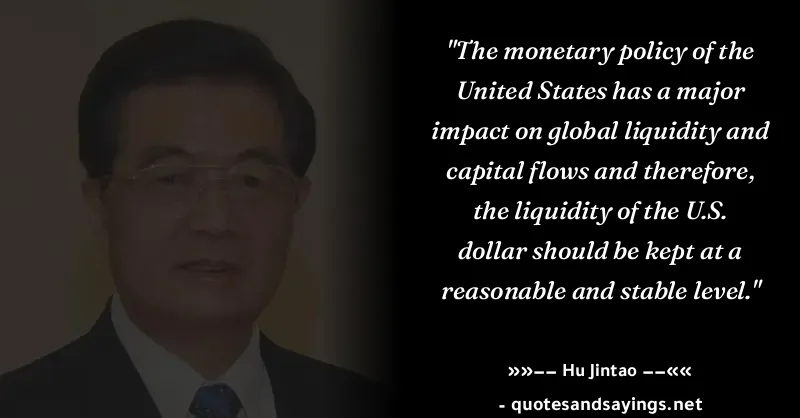 "The monetary policy of the
United States has a major
impact on global liquidity and
capital flows and therefore,
the liquidity of the U.S.
dollar should be kept at a
reasonable and stable level."
»»−− Hu Jintao −−««
- quotesandsayings.net